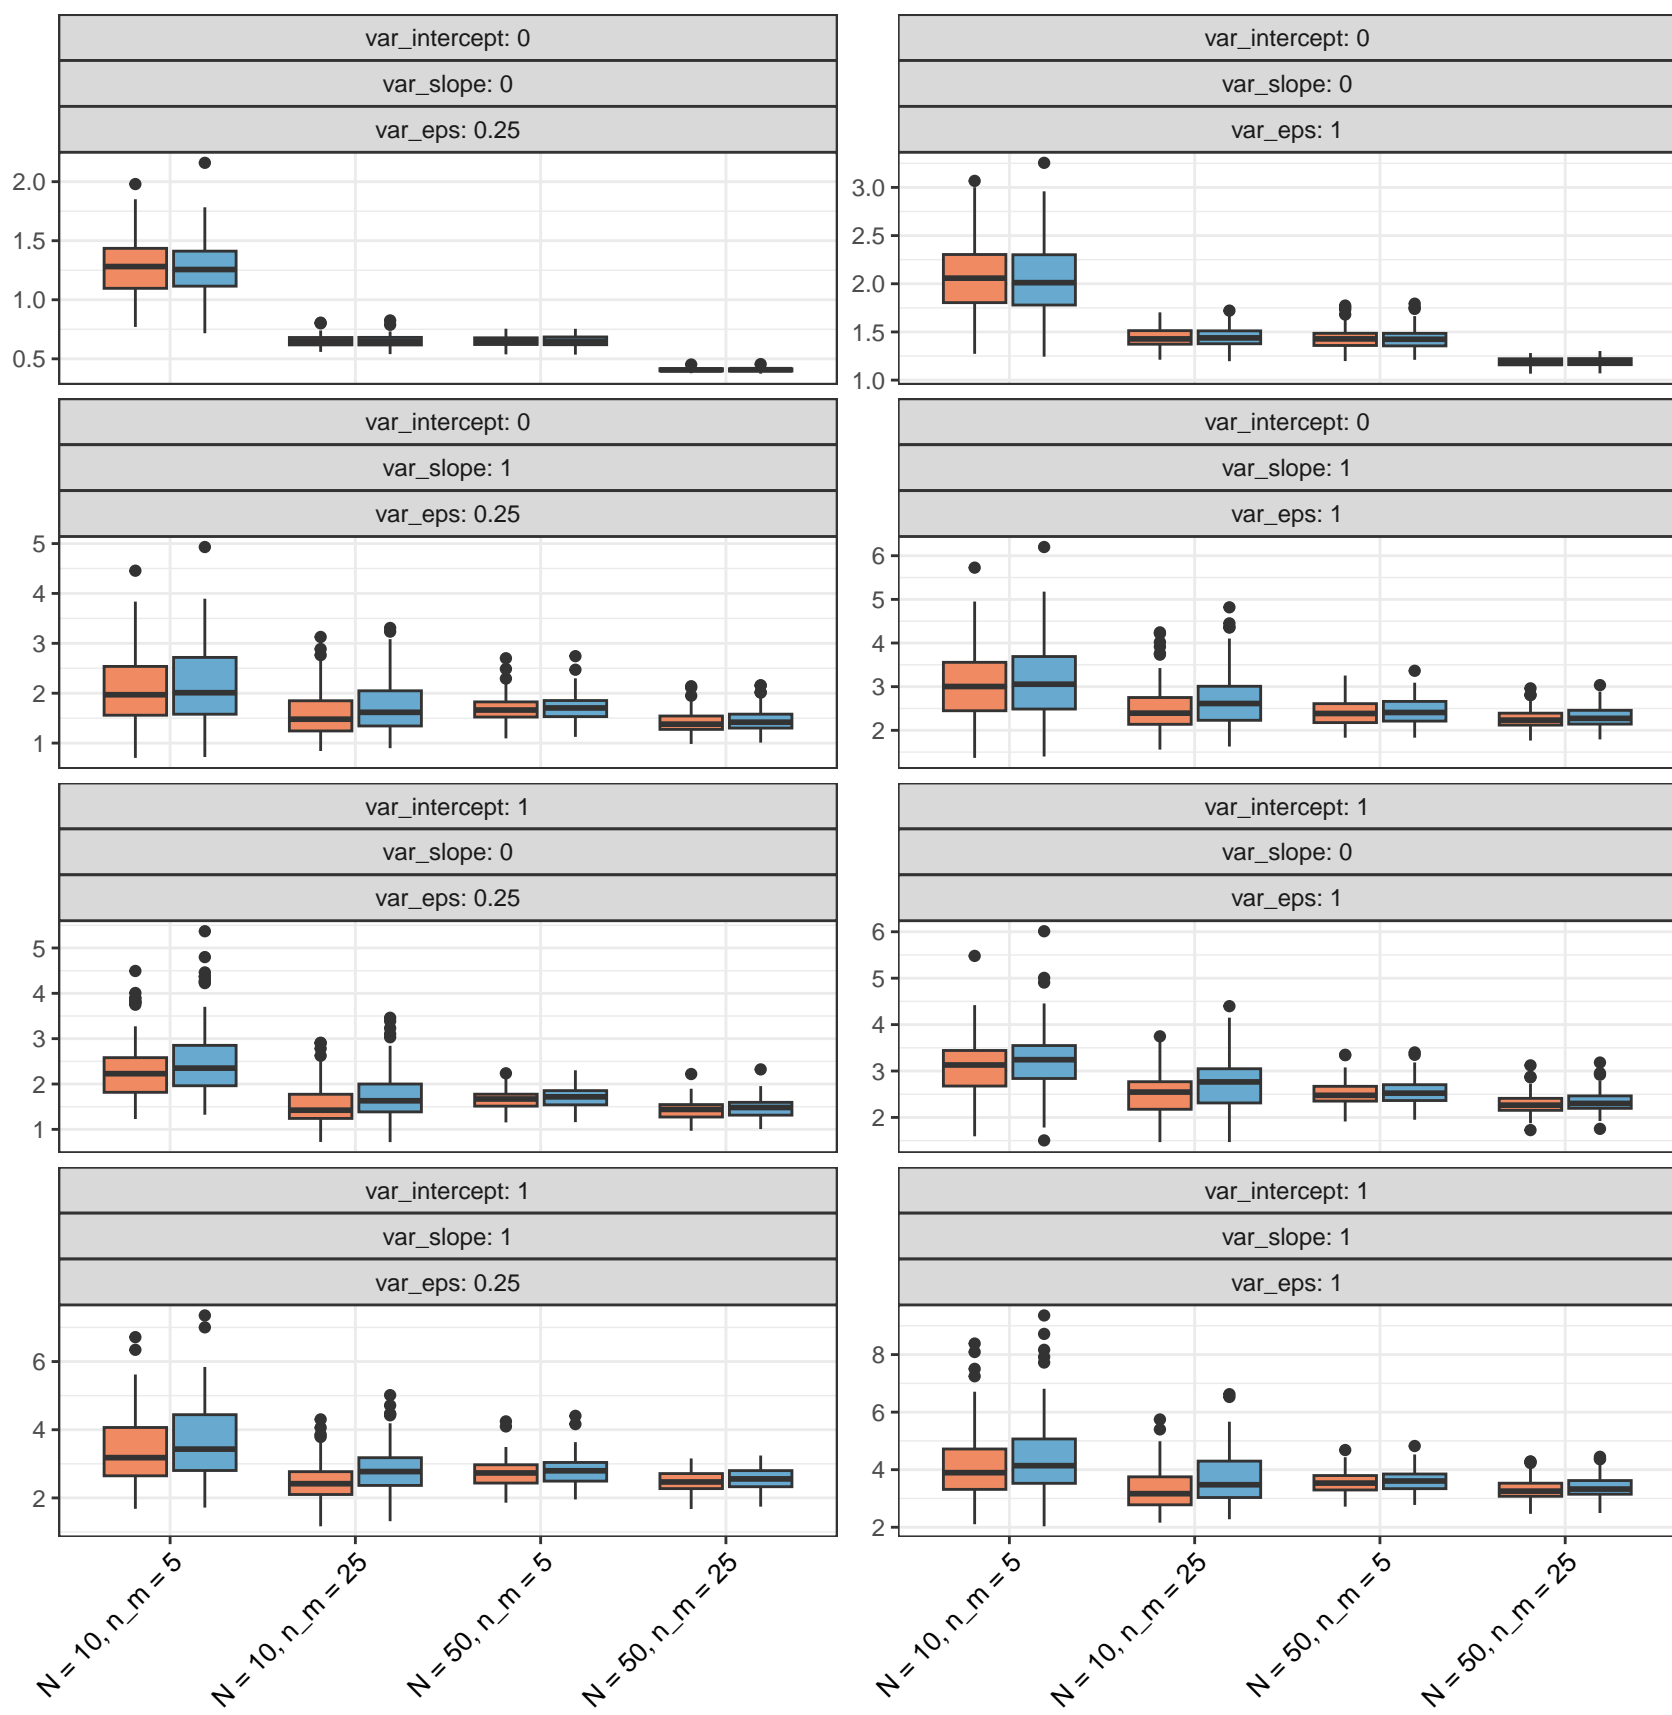 var_intercept: 0
var_slope: 0
var_eps: 0.25
2.0
1.5
1.0
0.5
var_intercept: 0
var_slope: 0
var_eps: 1
3.0
2.5
2.0
1.5
1.0
var_intercept: 0
var_slope: 1
var_eps: 0.25
5
4
3
2
1
var_intercept: 0
var_slope: 1
var_eps: 1
6
5
4
3
2
var_intercept: 1
var_slope: 0
var_eps: 0.25
5
4
3
2
1
var_intercept: 1
var_slope: 0
var_eps: 1
6
5
4
3
2
var_intercept: 1
var_slope: 1
var_eps: 0.25
6
4
2
var_intercept: 1
var_slope: 1
var_eps: 1
8
6
4
2
N = 10, n_m = 5
N = 10, n_m = 25
N = 50, n_m = 5
N = 50, n_m = 25
N = 10, n_m = 5
N = 10, n_m = 25
N = 50, n_m = 5
N = 50, n_m = 25